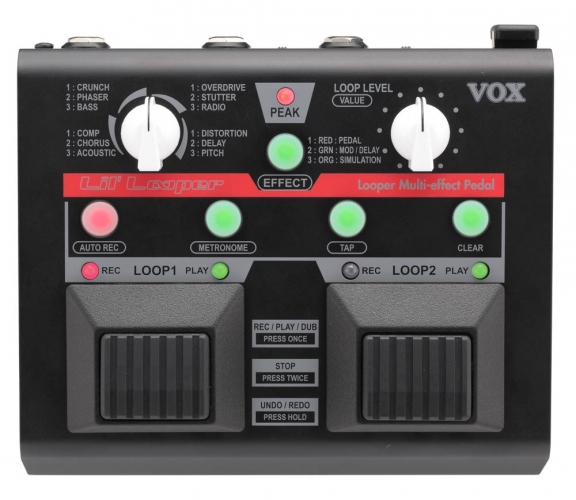 1 : CRUNCH
2 : PHASER
3 : BASS
1 : OVERDRIVE
2 : STUTTER
3 : RADIO
1 : COMP
2 : CHORUS
3 : ACOUSTIC
1 : DISTORTION
2 : DELAY
3 : PITCH
PEAK
LOOP LEVEL
VALUE
VOX
1 : RED : PEDAL
2 : GRN : MOD / DELAY
3 : ORG : SIMULATION
EFFECT
Lil' Looper
Looper Multi-effect Pedal
AUTO REC
METRONOME
TAP
CLEAR
REC LOOP1 PLAY
REC LOOP2 PLAY
REC / PLAY / DUB
PRESS ONCE
STOP
PRESS TWICE
UNDO / REDO
PRESS HOLD